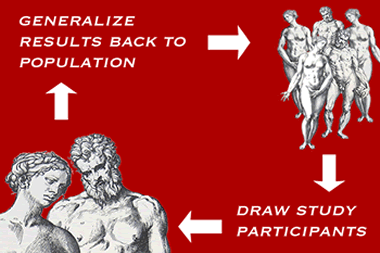 GENERALIZE
RESULTS BACK TO
POPULATION
DRAW STUDY
PARTICIPANTS